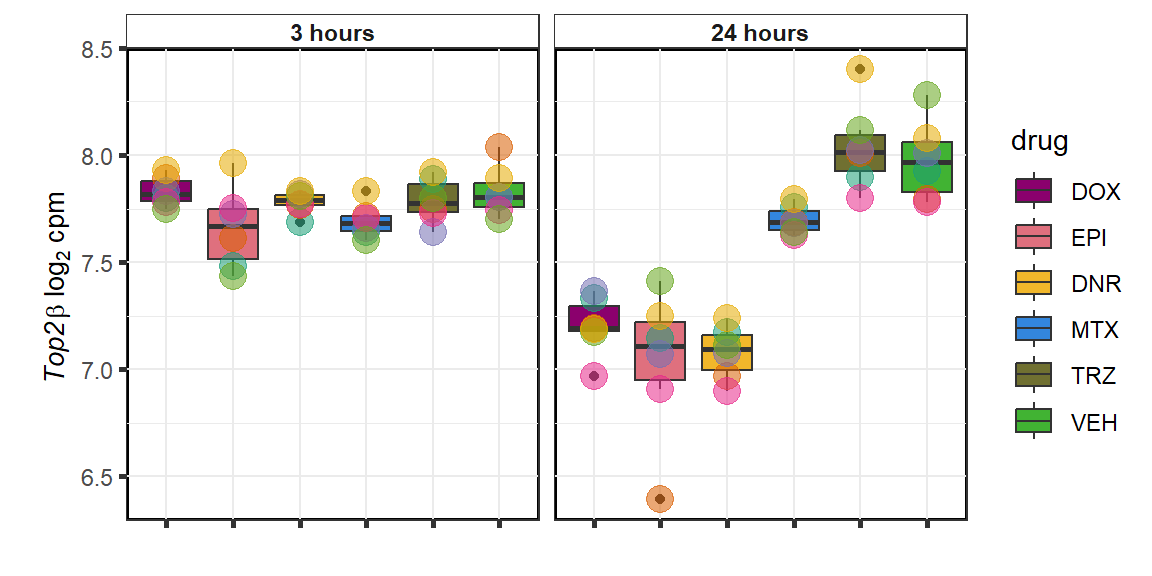 3 hours
24 hours
8.5
8.0
7.5
7.0
6.5
Top2β log₂ cpm
drug
DOX
EPI
DNR
MTX
TRZ
VEH